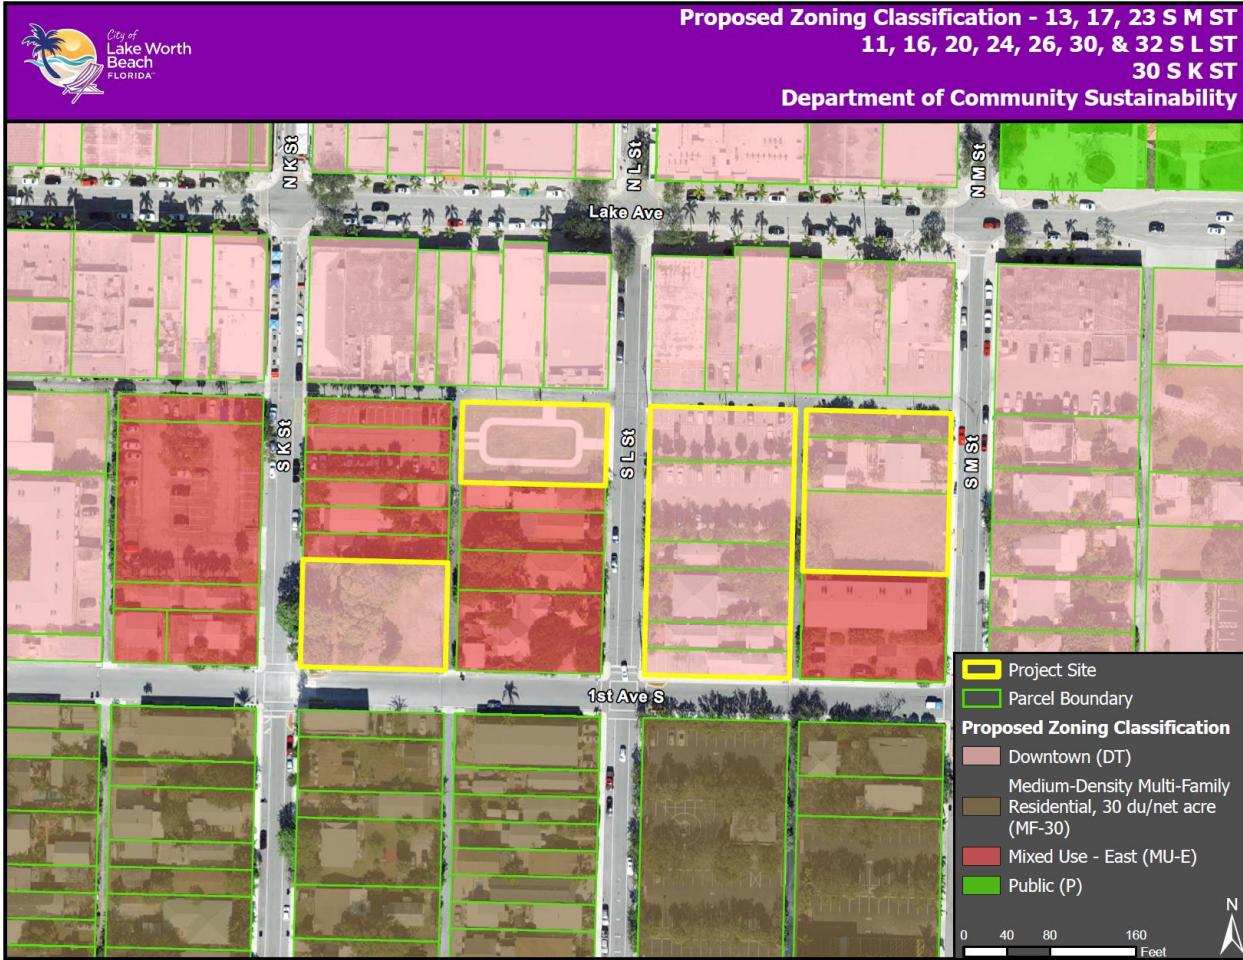 City of
Lake Worth
Beach
FLORIDA™
Proposed Zoning Classification - 13, 17, 23 S M ST
11, 16, 20, 24, 26, 30, & 32 S L ST
30 S K ST
Department of Community Sustainability
N K St
N L St
N M St
Lake Ave
S K St
S L St
S M St
1st Ave S
Project Site
Parcel Boundary
Proposed Zoning Classification
Downtown (DT)
Medium-Density Multi-Family
Residential, 30 du/net acre
(MF-30)
Mixed Use - East (MU-E)
Public (P)
N
0 40 80 160
Feet